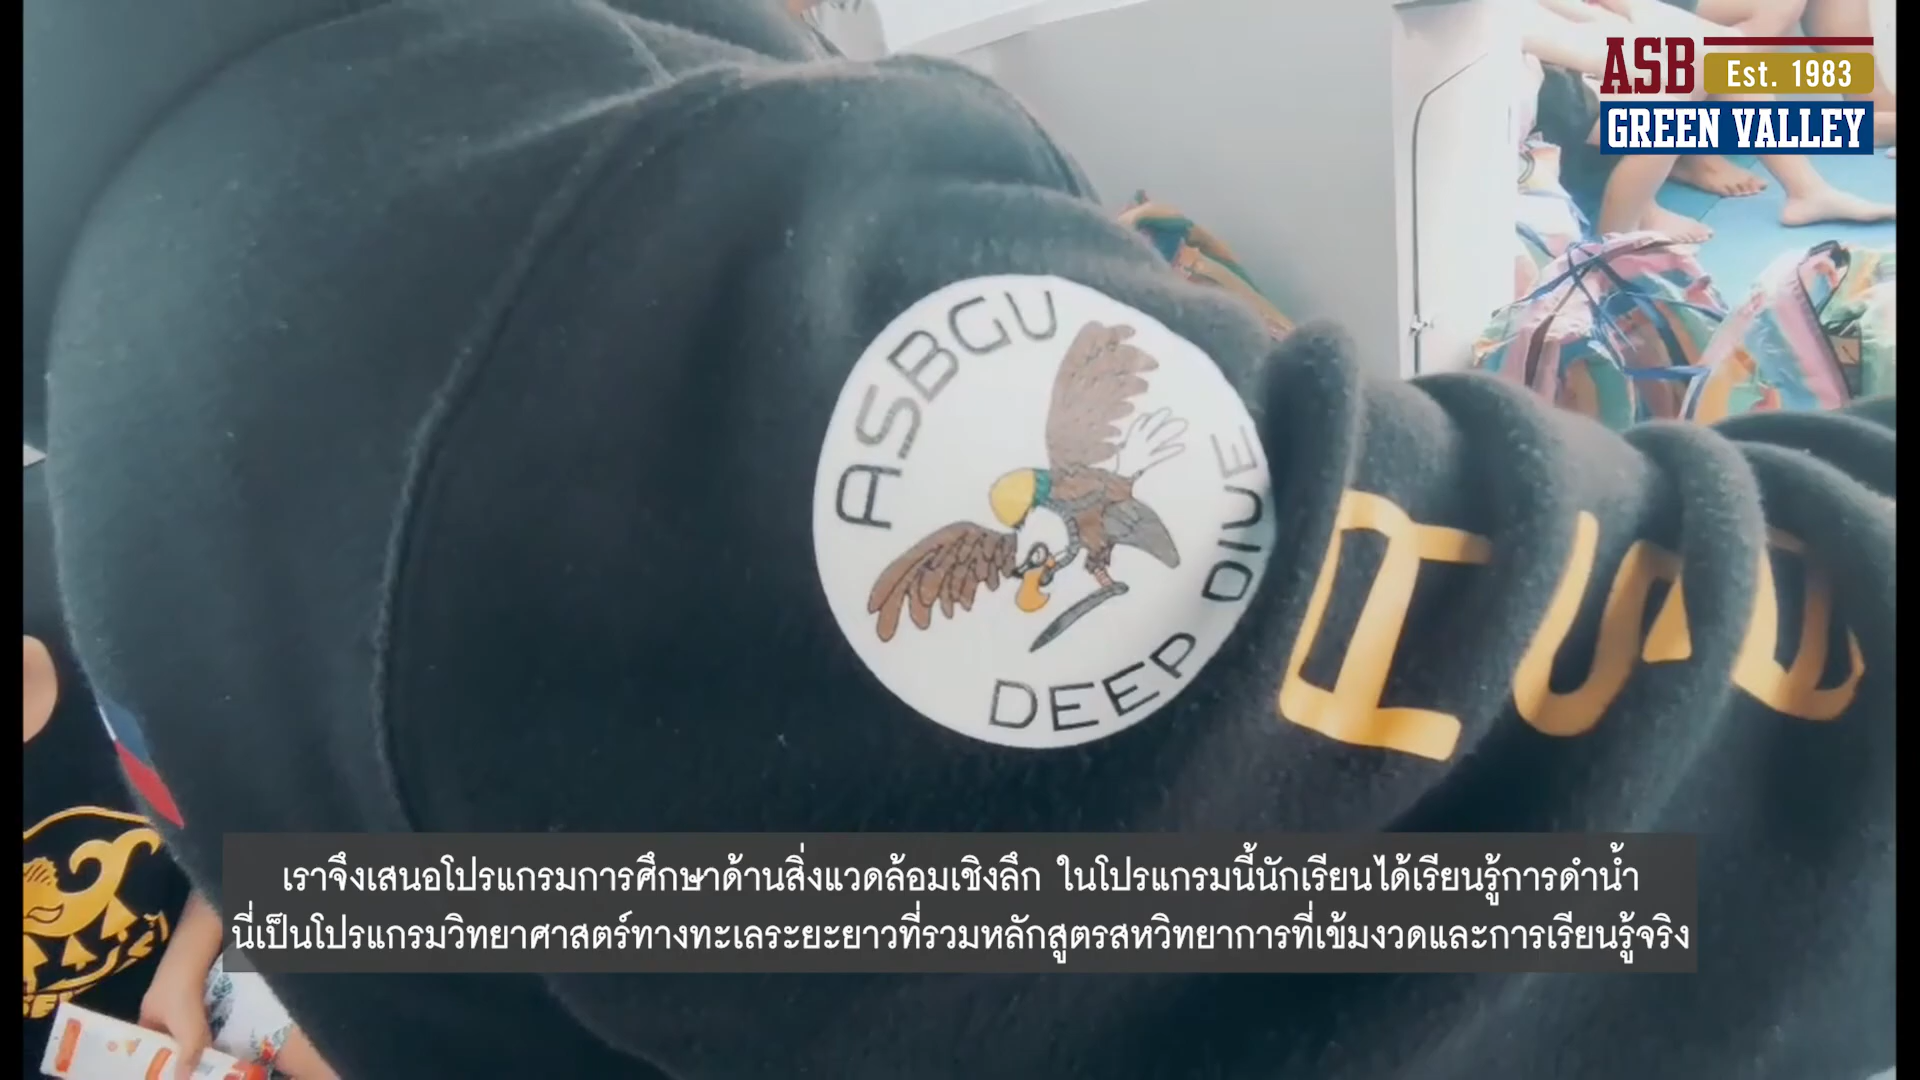 ASB
Est. 1983
GREEN VALLEY
ASBGV
DEEP DIVE
เราจึงเสนอโปรแกรมการศึกษาด้านสิ่งแวดล้อมเชิงลึก ในโปรแกรมนี้นักเรียนได้เรียนรู้การดำน้ำ
นี่เป็นโปรแกรมวิทยาศาสตร์ทางทะเลระยะยาวที่รวมหลักสูตรสหวิทยาการที่เข้มงวดและการเรียนรู้จริง